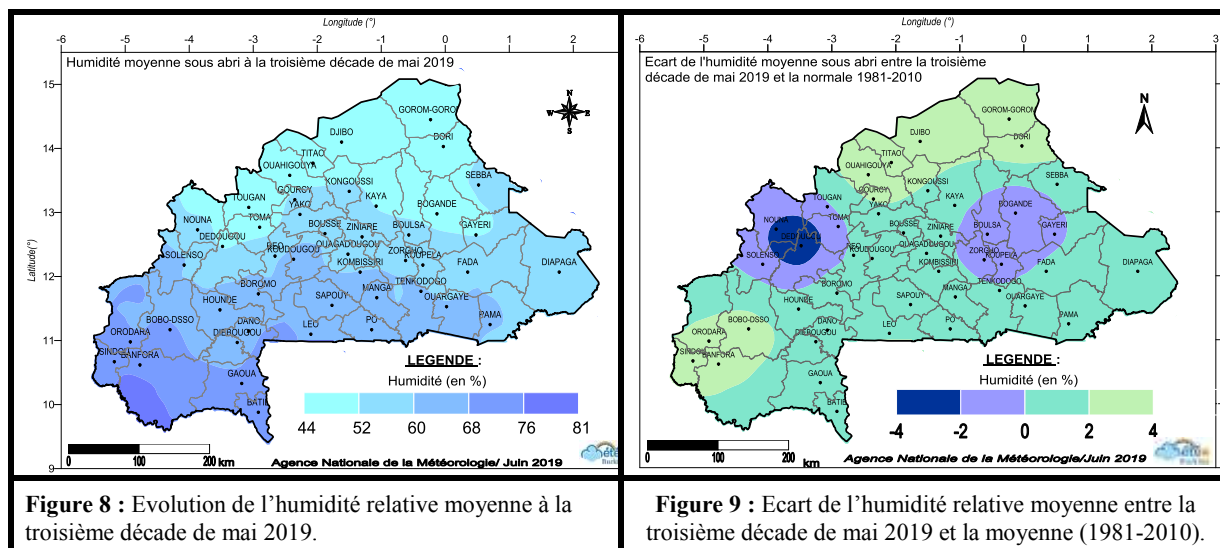 Longitude (°)
-6 -5 -4 -3 -2 -1 0 1 2
Humidité moyenne sous abri à la troisième décade de mai 2019
15
14
13
12
11
10
9
Latitude(°)
N
W E
S
GOROM-GOROM
DJIBO
DORI
TITAO
OUAHIGOUYA
SEBBA
KONGOUSSI
GOURCY
KAYA
TOUGAN
YAKO
BOGANDE
NOUNA
TOMA
BOUSSE
ZINIARE
BOULSA
GAYERI
DEDOUGOU
OUAGADOUGOU
REO
KOUDOUGOU
ZORGHO
KOUPELA
SOLENSO
KOMBISSIRI
FADA
DIAPAGA
TENKODOGO
BOROMO
MANGA
OUARGAYE
HOUNDE
SAPOUY
PAMA
BOBO-DSSO
DANO
LEO
PO
ORODARA
DIEBOUGOU
SINDOU
BANFORA
GAOUA
BATIE
LEGENDE :
Humidité (en %)
44 52 60 68 76 81
0 100 200 km
Agence Nationale de la Météorologie/ Juin 2019
Figure 8 : Evolution de l’humidité relative moyenne à la
troisième décade de mai 2019.
Longitude (°)
-6 -5 -4 -3 -2 -1 0 1 2 3
Ecart de l'humidité moyenne sous abri entre la troisième
décade de mai 2019 et la normale 1981-2010
N
GOROM-GOROM
DJIBO
DORI
TITAO
OUAHIGOUYA
SEBBA
KONGOUSSI
GOURCY
KAYA
TOUGAN
YAKO
BOGANDE
NOUNA
TOMA
BOUSSE
ZINIARE
BOULSA
GAYERI
DEDOUGOU
OUAGADOUGOU
REO
KOUDOUGOU
ZORGHO
KOUPELA
SOLENSO
KOMBISSIRI
FADA
DIAPAGA
TENKODOGO
BOROMO
MANGA
OUARGAYE
HOUNDE
SAPOUY
PAMA
BOBO-DSSO
DANO
LEO
PO
ORODARA
DIEBOUGOU
SINDOU
BANFORA
GAOUA
BATIE
LEGENDE :
Humidité (en %)
-4 -2 0 2 4
0 100 200 km
Agence Nationale de la Météorologie/ Juin 2019
Figure 9 : Ecart de l’humidité relative moyenne entre la
troisième décade de mai 2019 et la moyenne (1981-2010).